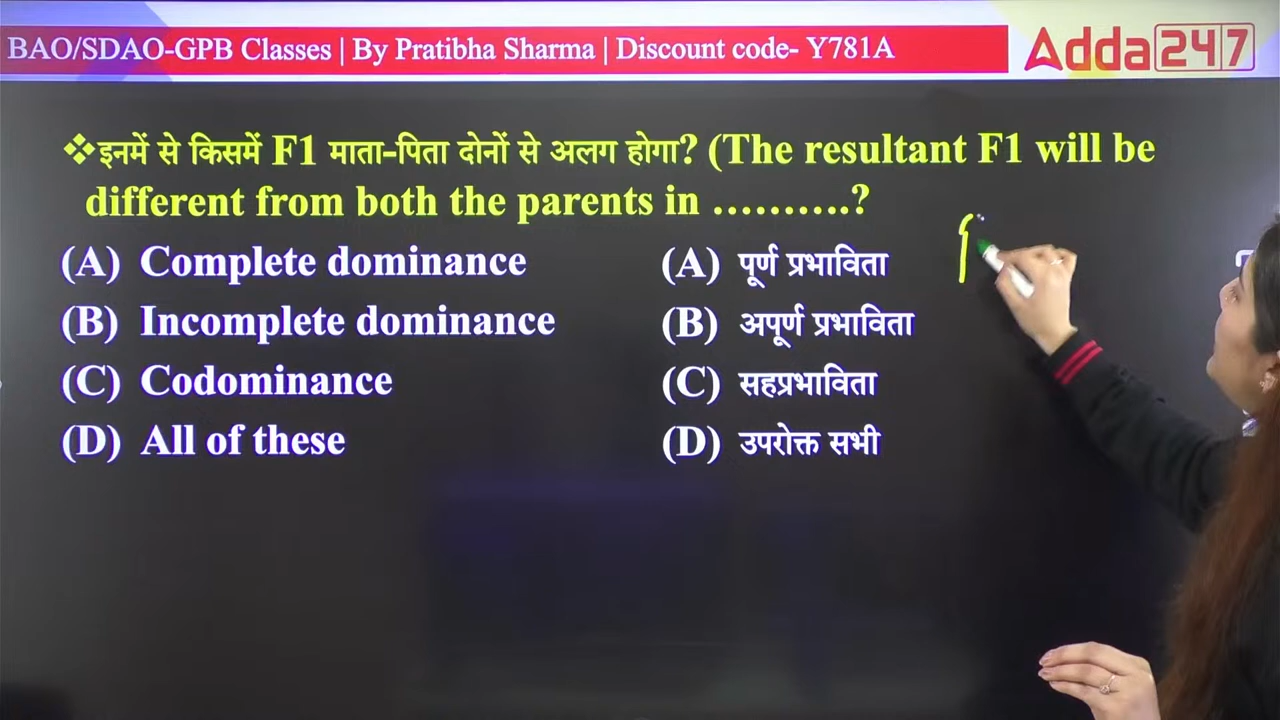 BAO/SDAO-GPB Classes | By Pratibha Sharma | Discount code- Y781A
Adda247
❖इनमें से किसमें F1 माता-पिता दोनों से अलग होगा? (The resultant F1 will be
different from both the parents in ……….?
(A) Complete dominance (A) पूर्ण प्रभाविता
(B) Incomplete dominance (B) अपूर्ण प्रभाविता
(C) Codominance (C) सहप्रभाविता
(D) All of these (D) उपरोक्त सभी